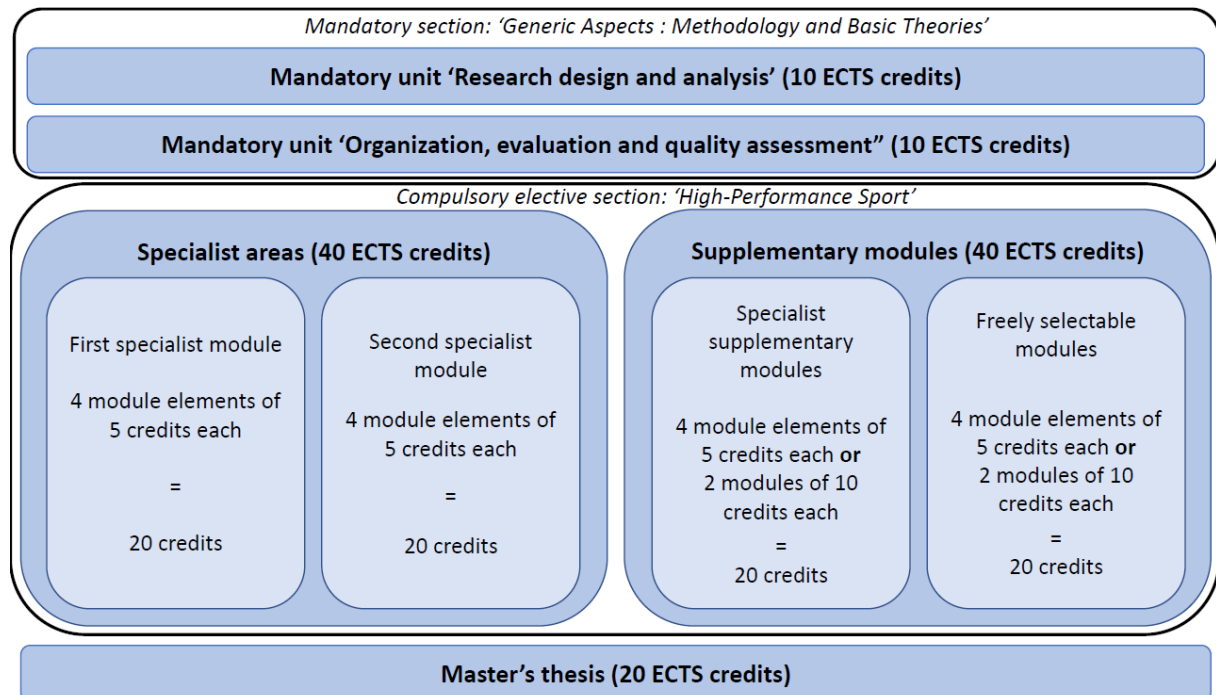 Mandatory section: ‘Generic Aspects : Methodology and Basic Theories’
Mandatory unit ‘Research design and analysis’ (10 ECTS credits)
Mandatory unit ‘Organization, evaluation and quality assessment” (10 ECTS credits)
Compulsory elective section: ‘High-Performance Sport’
Specialist areas (40 ECTS credits)
First specialist module
4 module elements of
5 credits each
=
20 credits
Second specialist
module
4 module elements of
5 credits each
=
20 credits
Supplementary modules (40 ECTS credits)
Specialist
supplementary
modules
4 module elements of
5 credits each or
2 modules of 10
credits each
=
20 credits
Freely selectable
modules
4 module elements of
5 credits each or
2 modules of 10
credits each
=
20 credits
Master’s thesis (20 ECTS credits)